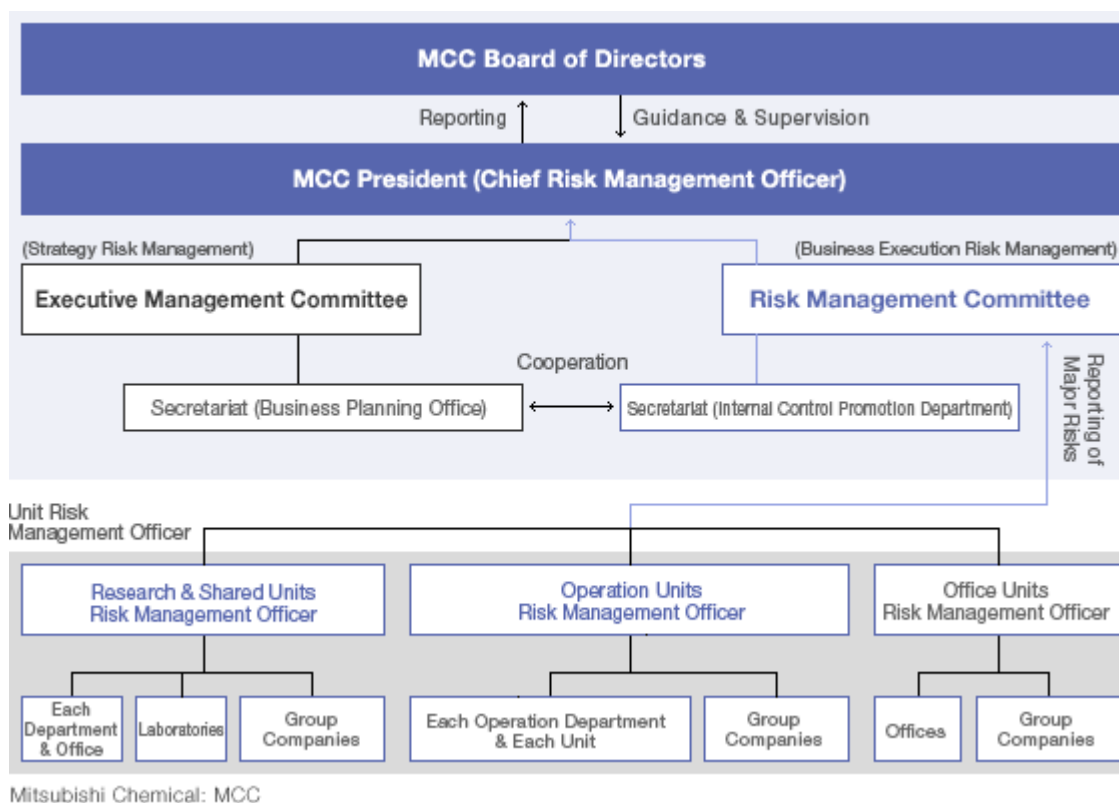 MCC Board of Directors
Reporting
Guidance & Supervision
MCC President (Chief Risk Management Officer)
(Strategy Risk Management)
(Business Execution Risk Management)
Executive Management Committee
Risk Management Committee
Cooperation
Secretariat (Business Planning Office)
Secretariat (Internal Control Promotion Department)
Reporting of
Major Risks
Unit Risk
Management Officer
Research & Shared Units
Risk Management Officer
Operation Units
Risk Management Officer
Office Units
Risk Management Officer
Each
Department
& Office
Laboratories
Group
Companies
Each Operation Department
& Each Unit
Group
Companies
Offices
Group
Companies
Mitsubishi Chemical: MCC